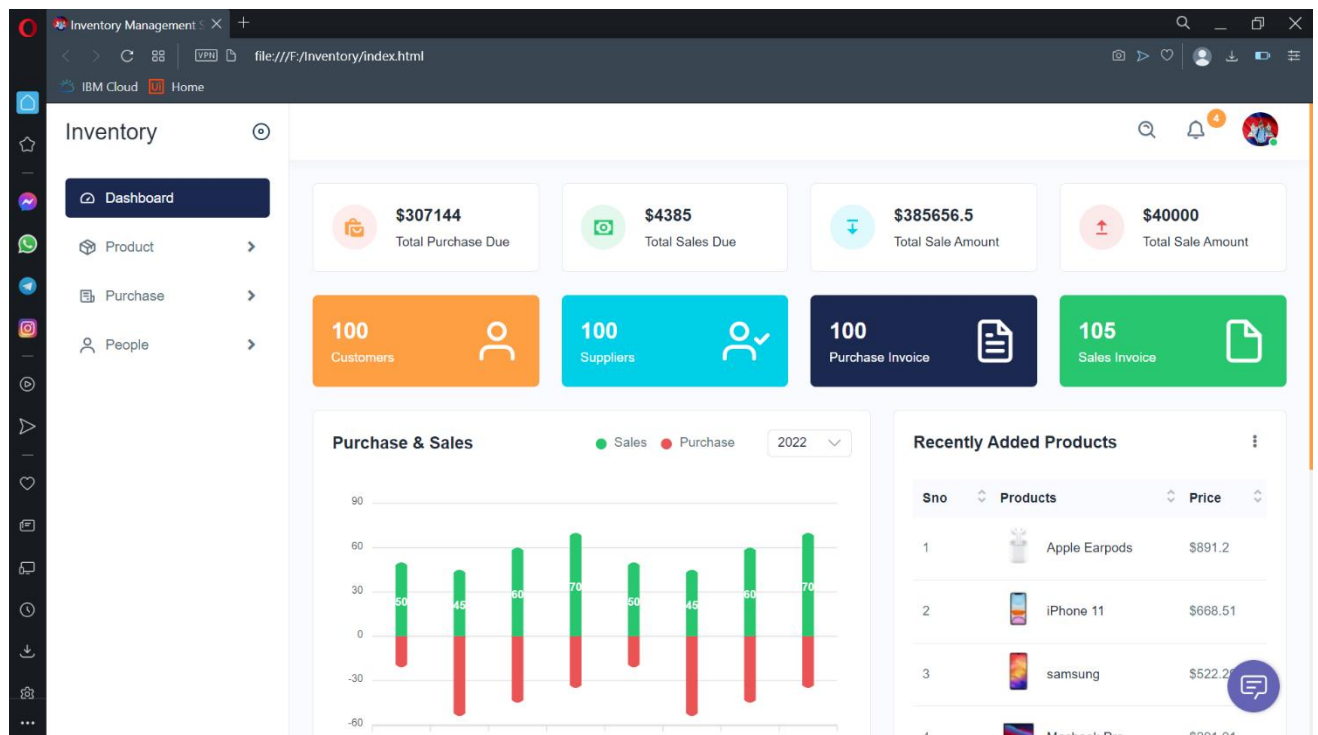 Inventory Management S
VPN file:///F:/Inventory/index.html
IBM Cloud Ui Home
Inventory
4
Dashboard
Product
Purchase
People
$307144
Total Purchase Due
$4385
Total Sales Due
$385656.5
Total Sale Amount
$40000
Total Sale Amount
100
Customers
100
Suppliers
100
Purchase Invoice
105
Sales Invoice
Purchase & Sales Sales Purchase 2022
90
60
30
0
-30
-60
50 45 60 70 50 45 60 70
Recently Added Products
Sno Products Price
1 Apple Earpods $891.2
2 iPhone 11 $668.51
3 samsung $522.2